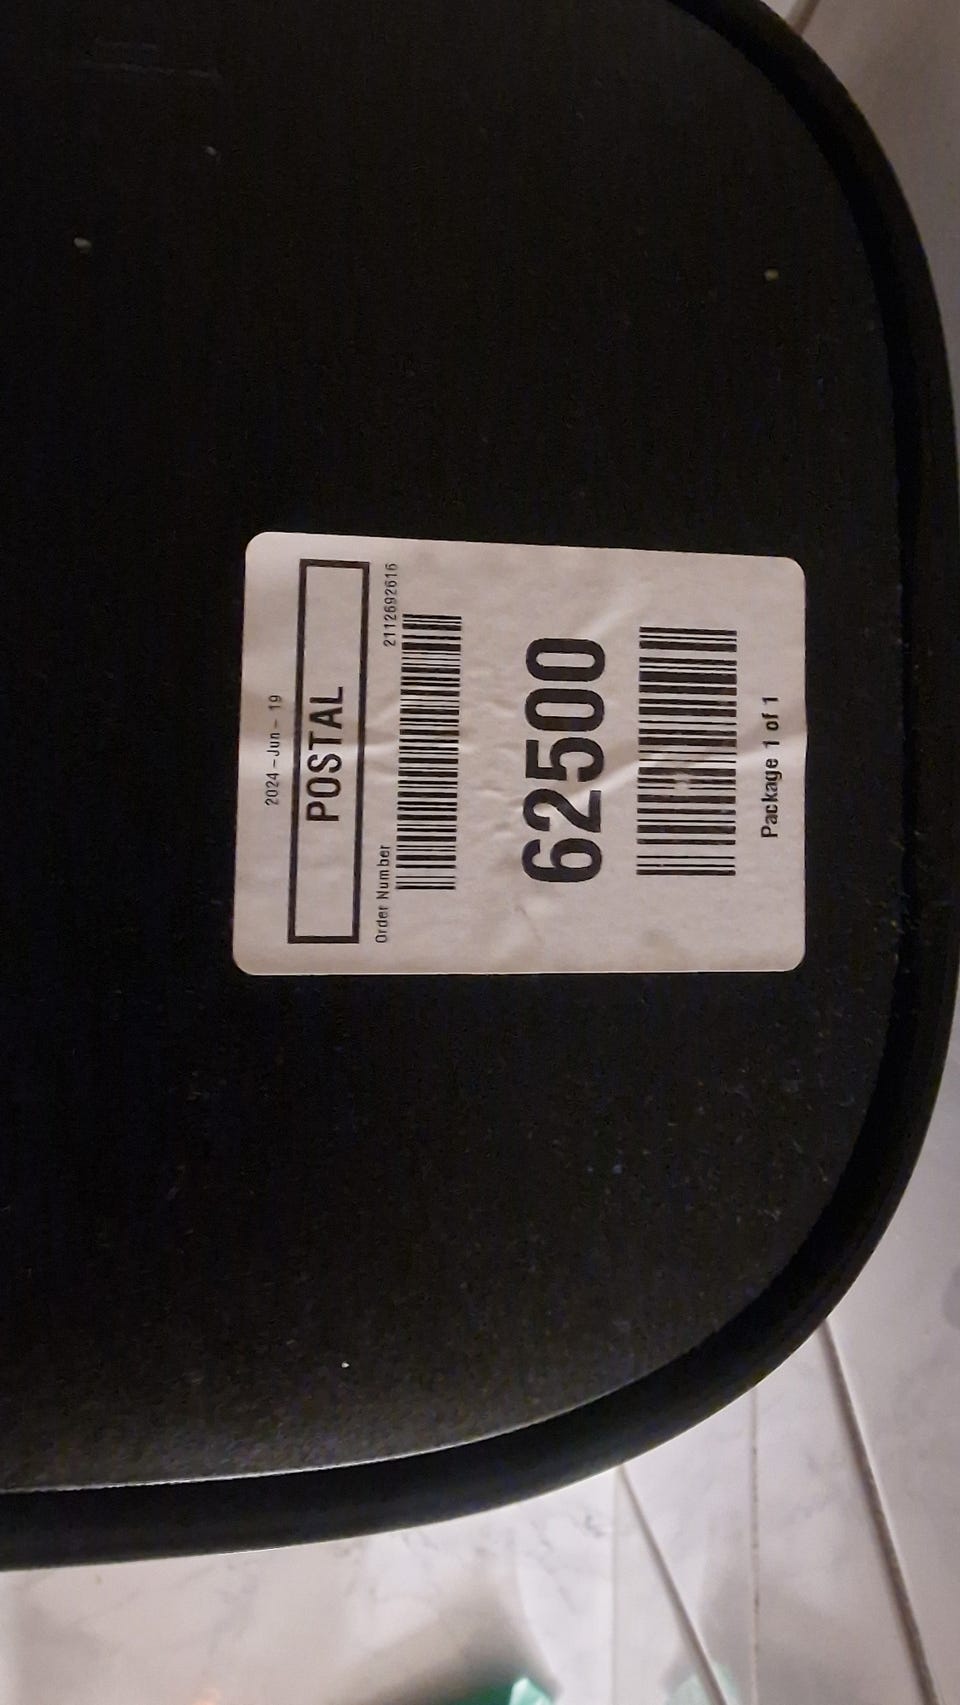 2024-Jun-19
POSTAL
Order Number 2112692616
62500
Package 1 of 1